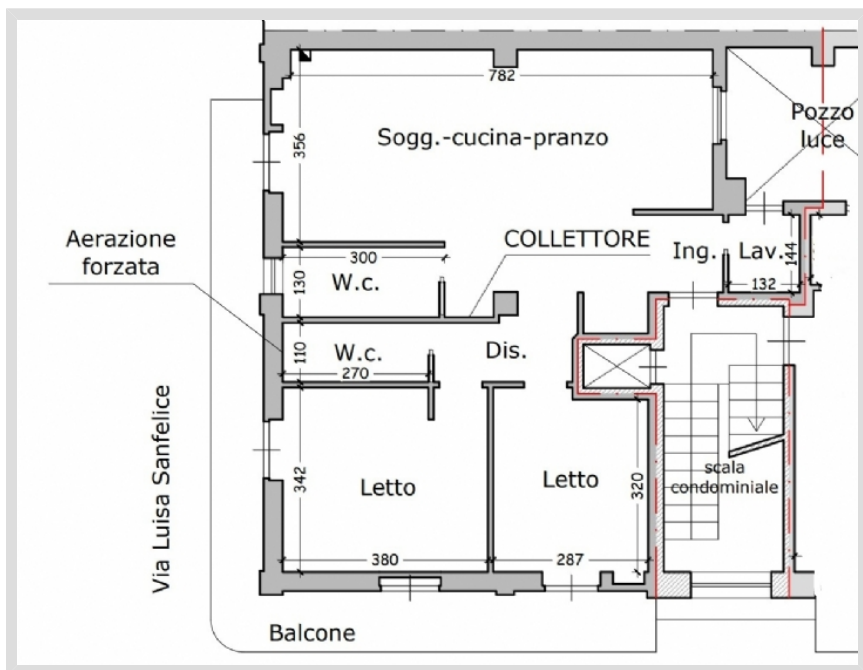 782
Pozzo
luce
Sogg.-cucina-pranzo
356
Aerazione
forzata
300
COLLETTORE
Ing.
Lav.
144
132
130
W.c.
110
W.c.
270
Dis.
Via Luisa Sanfelice
342
Letto
Letto
320
scala
condominiale
380
287
Balcone